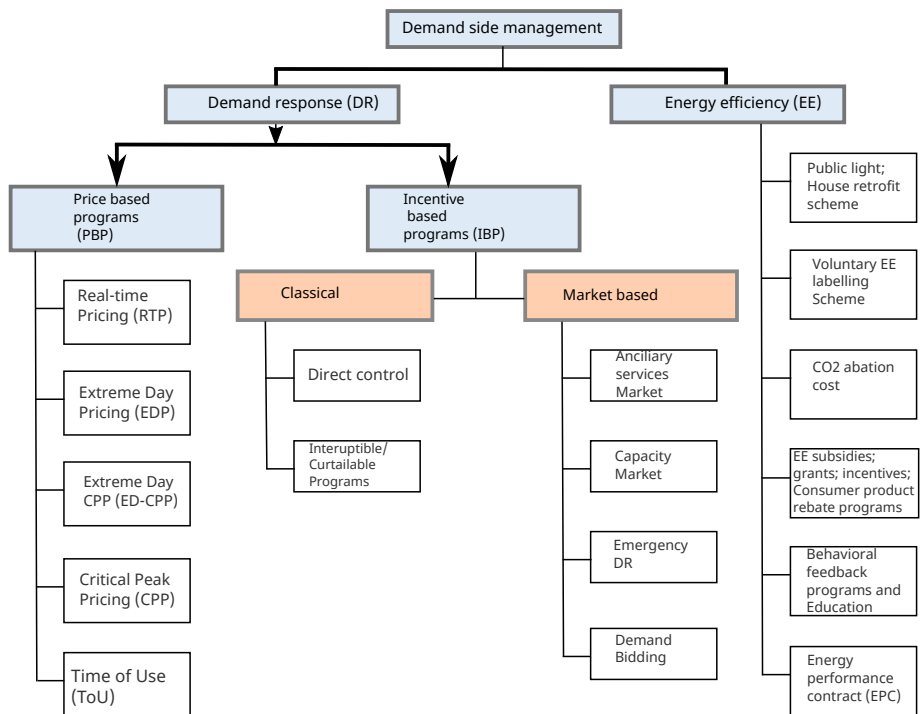 Demand side management
Demand response (DR)
Energy efficiency (EE)
Price based
programs
(PBP)
Incentive
based
programs (IBP)
Classical
Market based
Real-time
Pricing (RTP)
Extreme Day
Pricing (EDP)
Extreme Day
CPP (ED-CPP)
Critical Peak
Pricing (CPP)
Time of Use
(ToU)
Direct control
Interuptible/
Curtailable
Programs
Anciliary
services
Market
Capacity
Market
Emergency
DR
Demand
Bidding
Public light;
House retrofit
scheme
Voluntary EE
labelling
Scheme
CO2 abation
cost
EE subsidies;
grants; incentives;
Consumer product
rebate programs
Behavioral
feedback
programs and
Education
Energy
performance
contract (EPC)